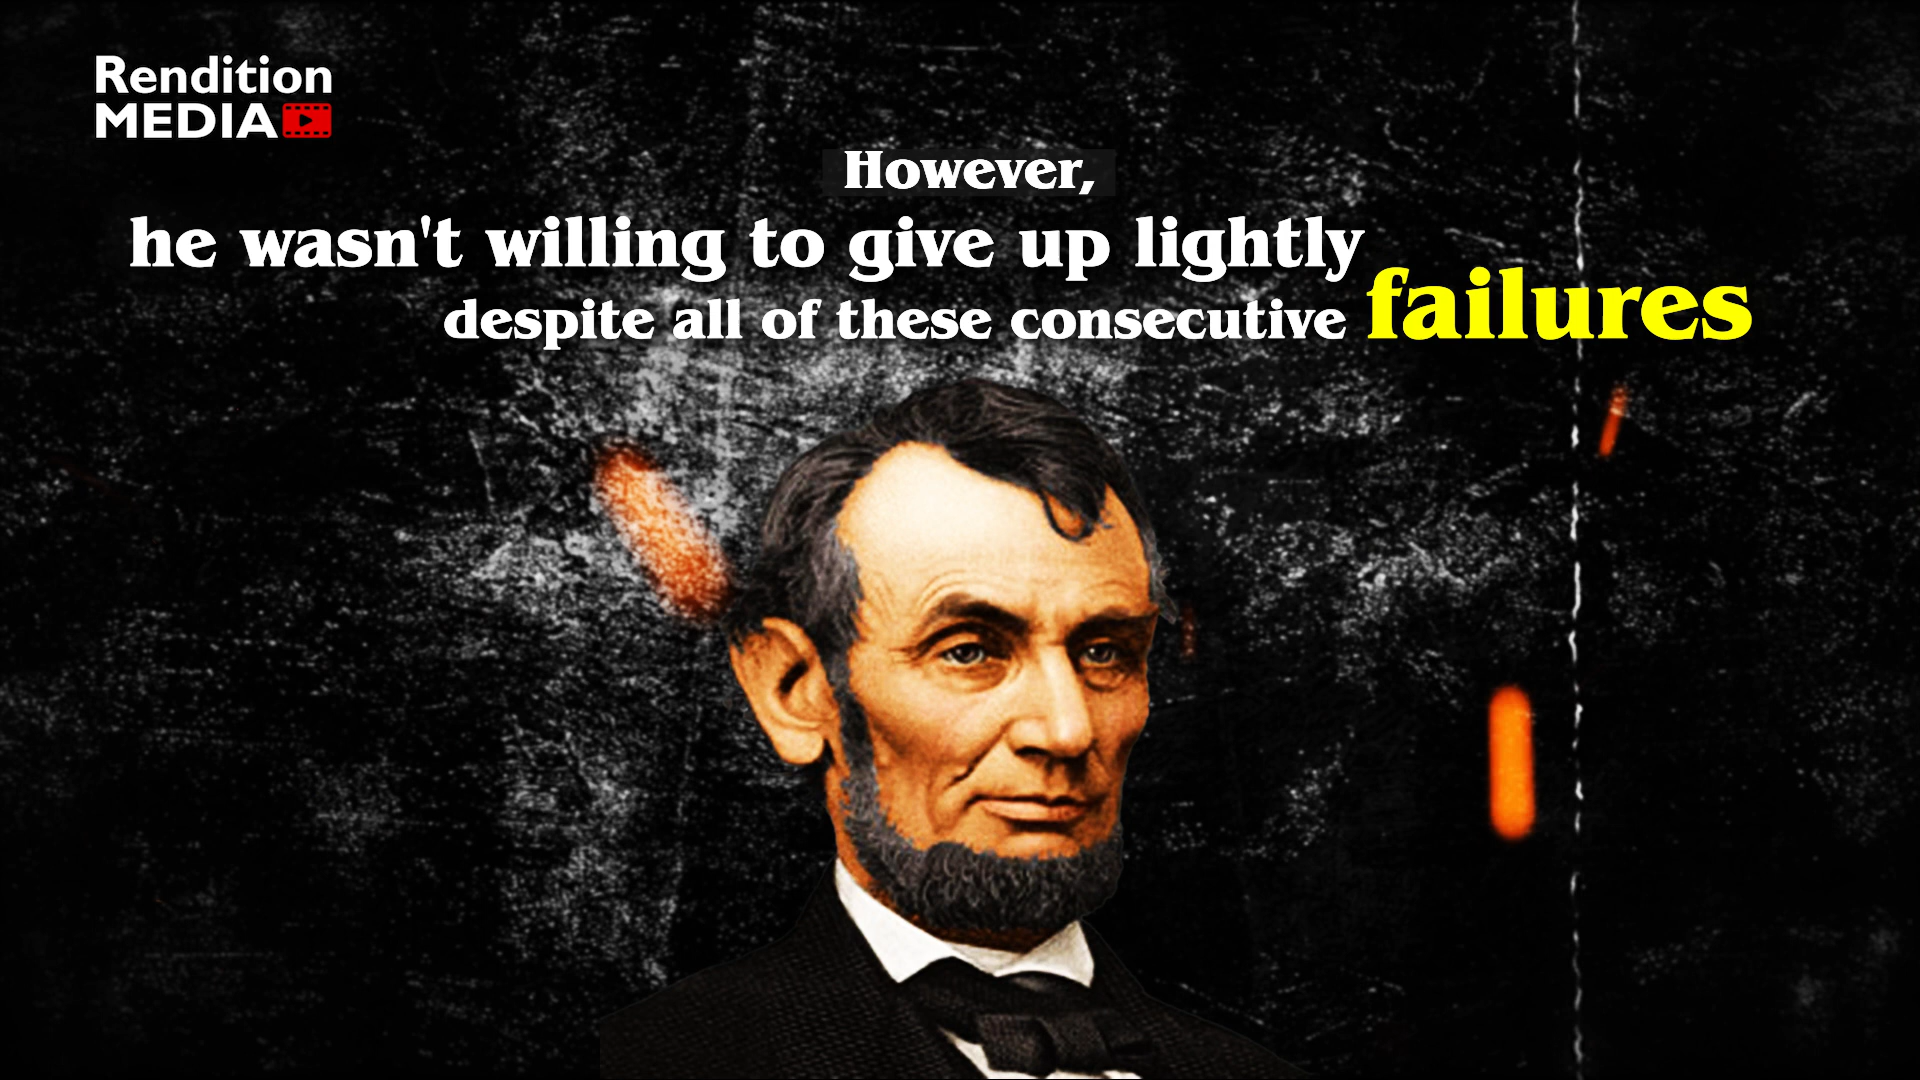 Rendition
MEDIA
However,
he wasn't willing to give up lightly
despite all of these consecutive failures